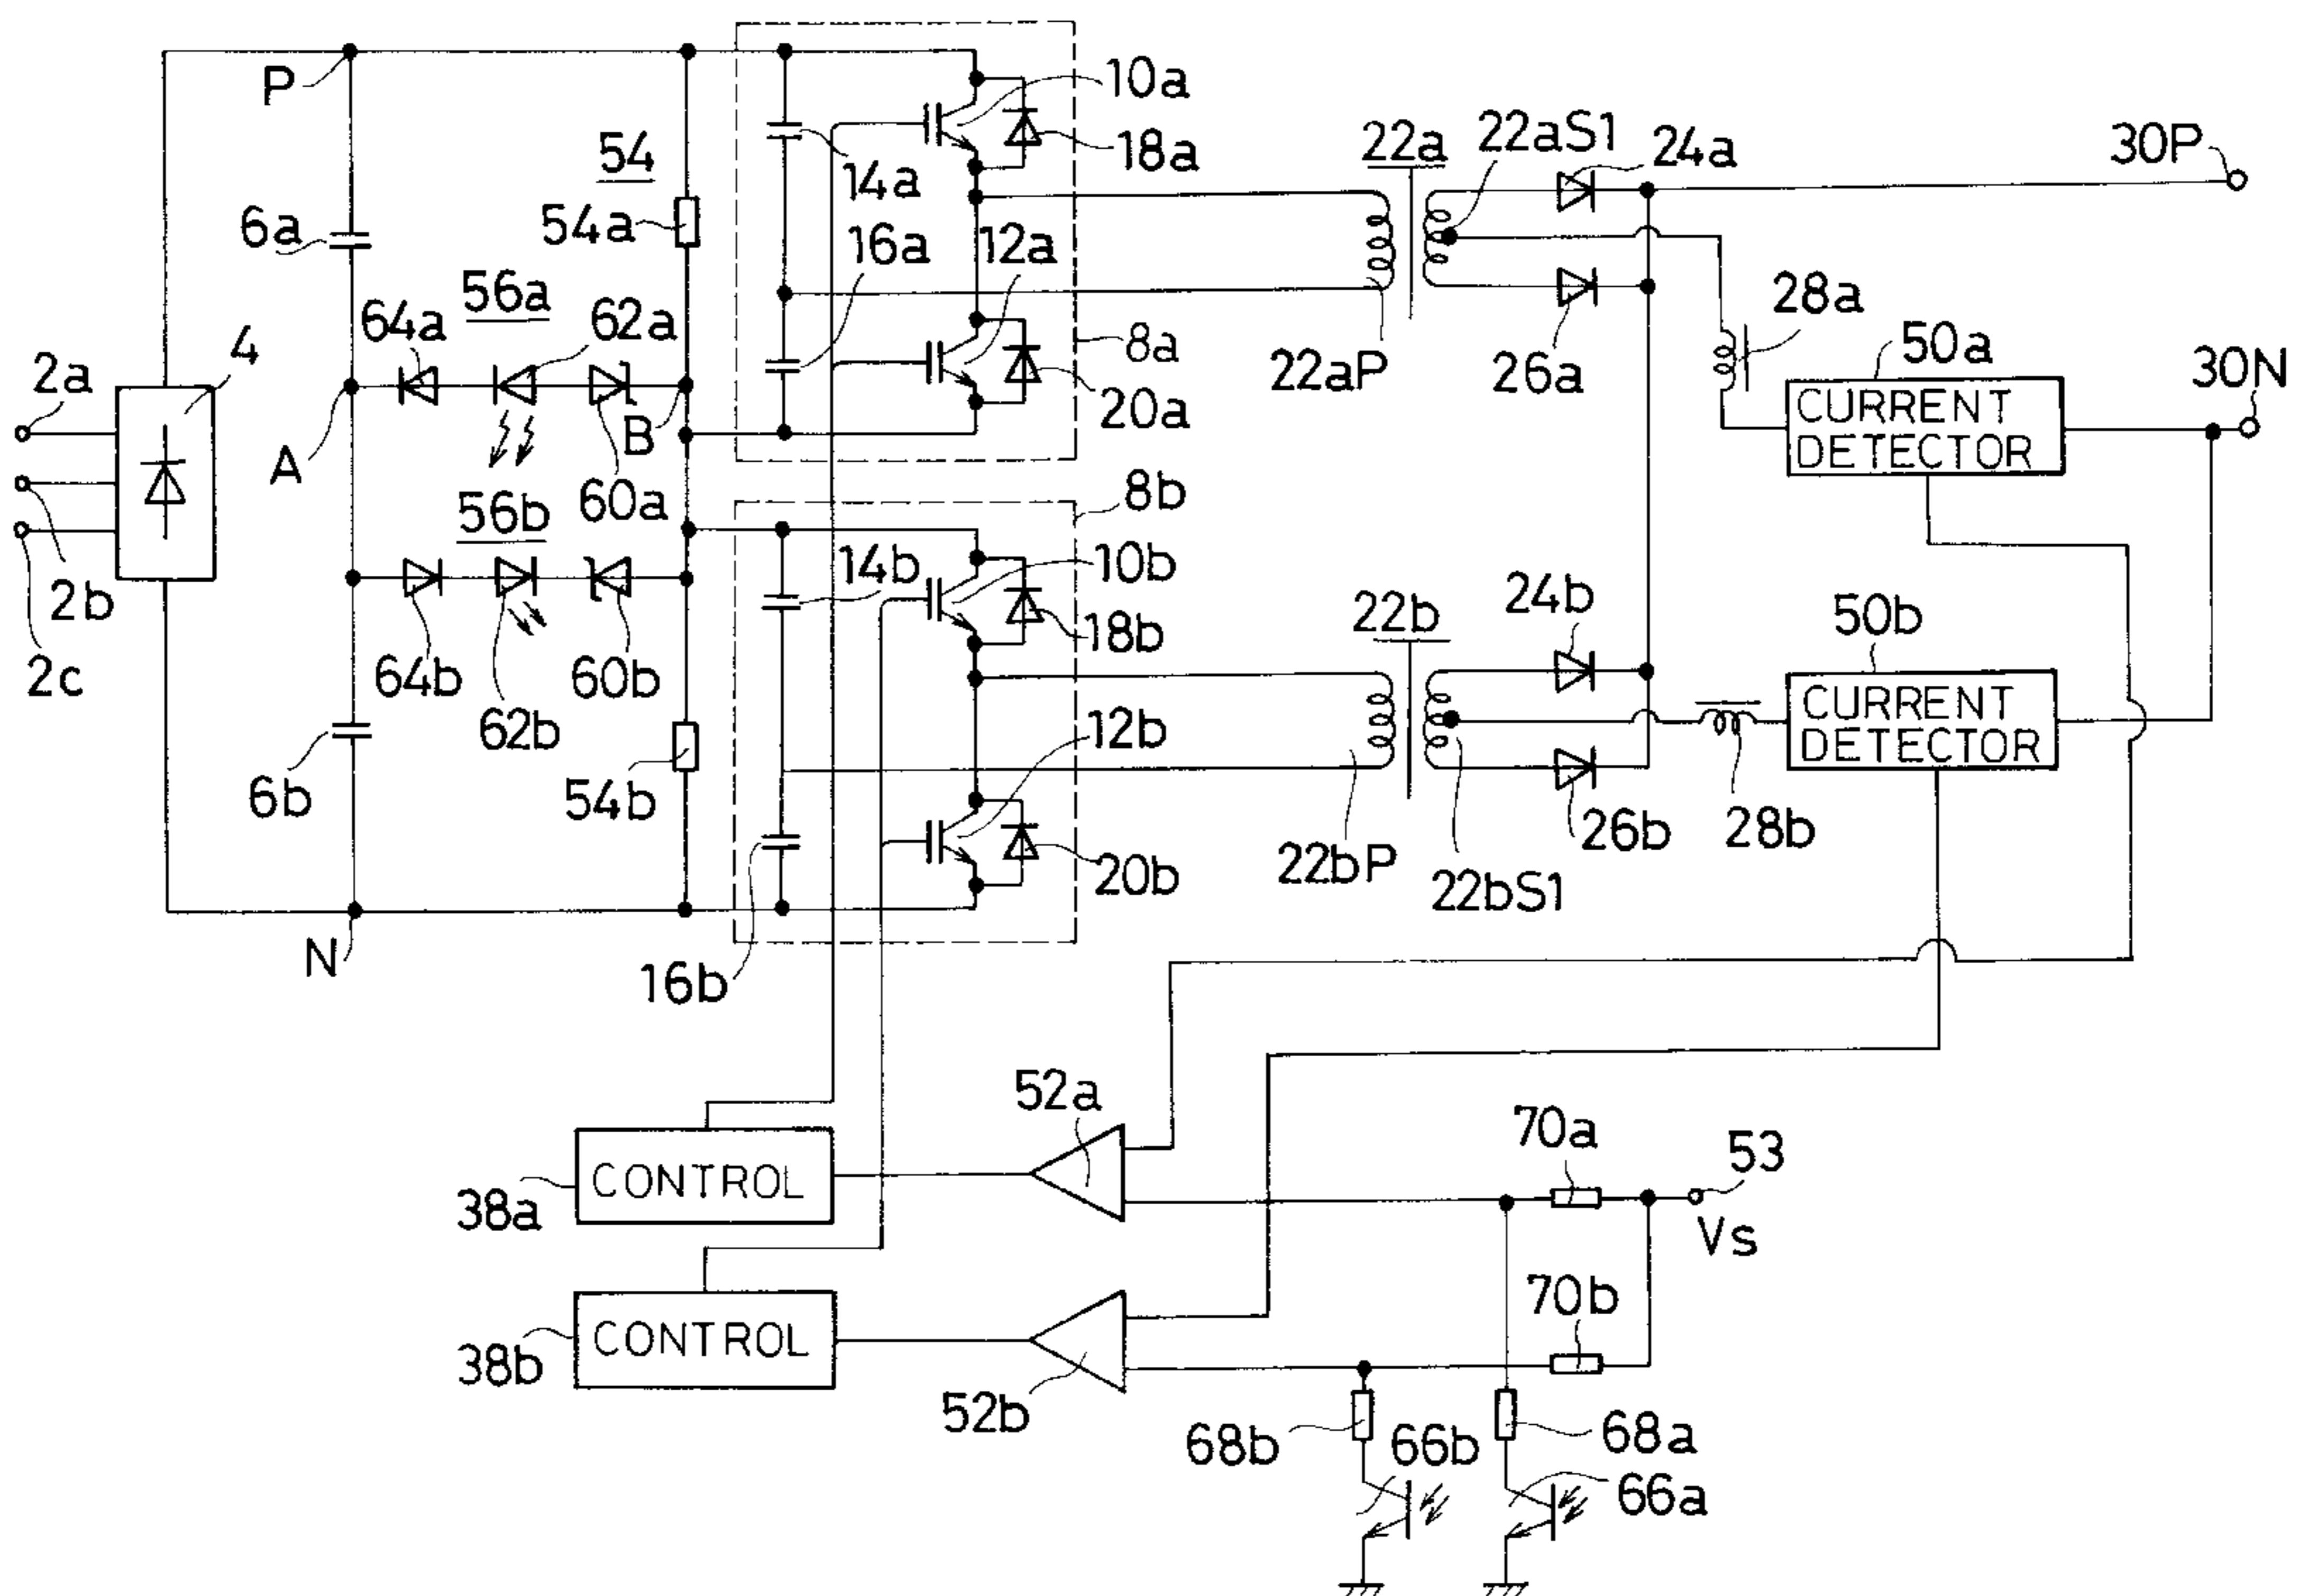 P
10a
18a
22a
22aS1
24a
30P
54
14a
54a
6a
16a
12a
56a
64a
62a
28a
4
8a
50a
2a
22aP
26a
30N
20a
CURRENT
DETECTOR
B
A
60a
8b
56b
14b
10b
24b
50b
2b
22b
18b
64b
60b
2c
CURRENT
DETECTOR
62b
12b
6b
54b
26b
28b
20b
22bP
22bS1
N
16b
52a
70a
53
CONTROL
38a
Vs
70b
CONTROL
38b
52b
68b
66b
68a
66a